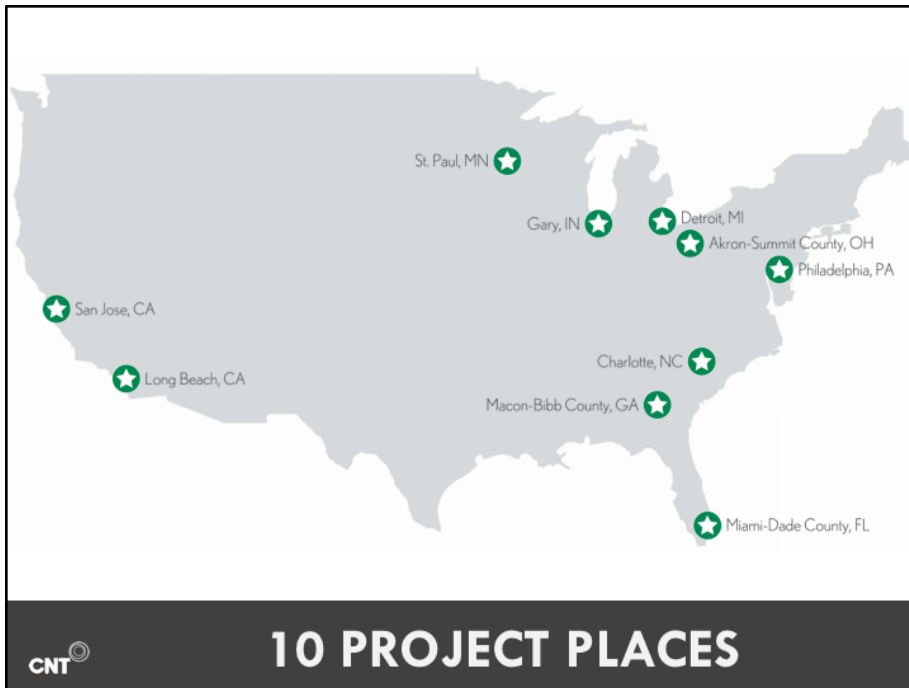 St. Paul, MN
Gary, IN
Detroit, MI
Akron-Summit County, OH
Philadelphia, PA
San Jose, CA
Long Beach, CA
Charlotte, NC
Macon-Bibb County, GA
Miami-Dade County, FL
CNT
10 PROJECT PLACES